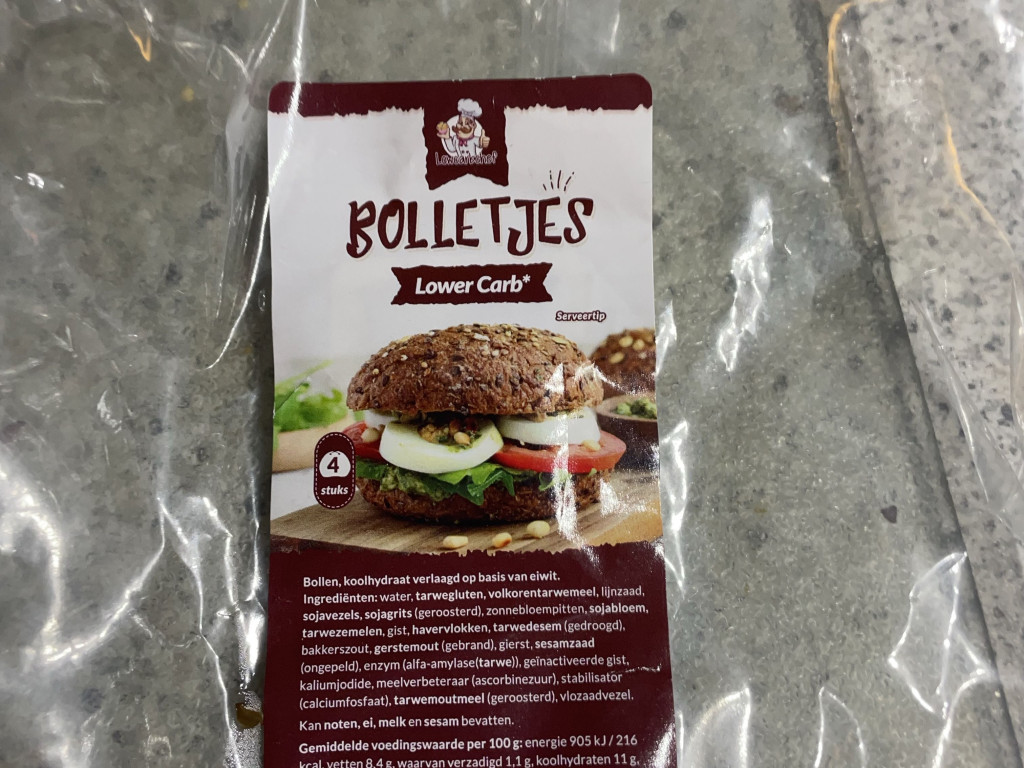 Lowcarbchef
BOLLETJES
Lower Carb*
Serveertip
4
stuks
Bollen, koolhydraat verlaagd op basis van eiwit.
Ingrediënten: water, tarwegluten, volkorentarwemeel, lijnzaad,
sojavezels, sojagrits (geroosterd), zonnebloempitten, sojabloem,
tarwezemelen, gist, havervlokken, tarwedesem (gedroogd),
bakkerszout, gerstemout (gebrand), gierst, sesamzaad
(ongepeld), enzym (alfa-amylase(tarwe)), geïnactiveerde gist,
kaliumjodide, meelverbeteraar (ascorbinezuur), stabilisator
(calciumfosfaat), tarwemoutmeel (geroosterd), vlozaadvezel.
Kan noten, ei, melk en sesam bevatten.
Gemiddelde voedingswaarde per 100 g: energie 905 kJ / 216
kcal, vetten 8,4 g, waarvan verzadigd 1,1 g, koolhydraten 11 g,